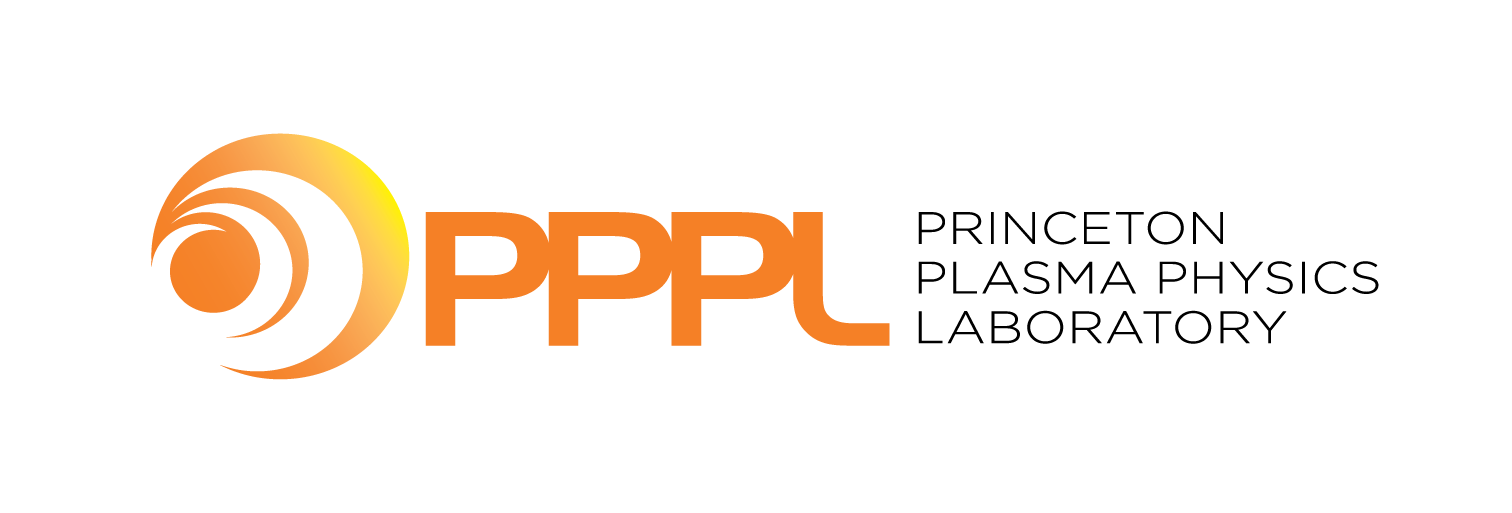 PPPL
PRINCETON
PLASMA PHYSICS
LABORATORY